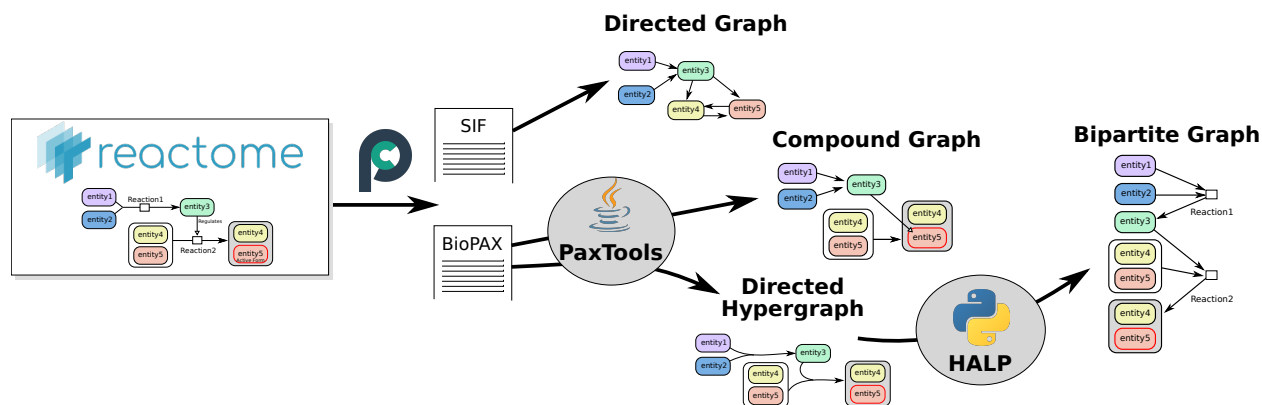 reactome
entity1
Reaction1
entity2
entity3
Regulates
entity4
entity5
Reaction2
entity4
entity5
Active Form
SIF
BioPAX
PaxTools
Directed Graph
entity1
entity2
entity3
entity4
entity5
Compound Graph
entity1
entity2
entity3
entity4
entity5
entity4
entity5
Directed
Hypergraph
entity1
entity2
entity3
entity4
entity5
entity4
entity5
HALP
Bipartite Graph
entity1
entity2
Reaction1
entity3
entity4
entity5
Reaction2
entity4
entity5